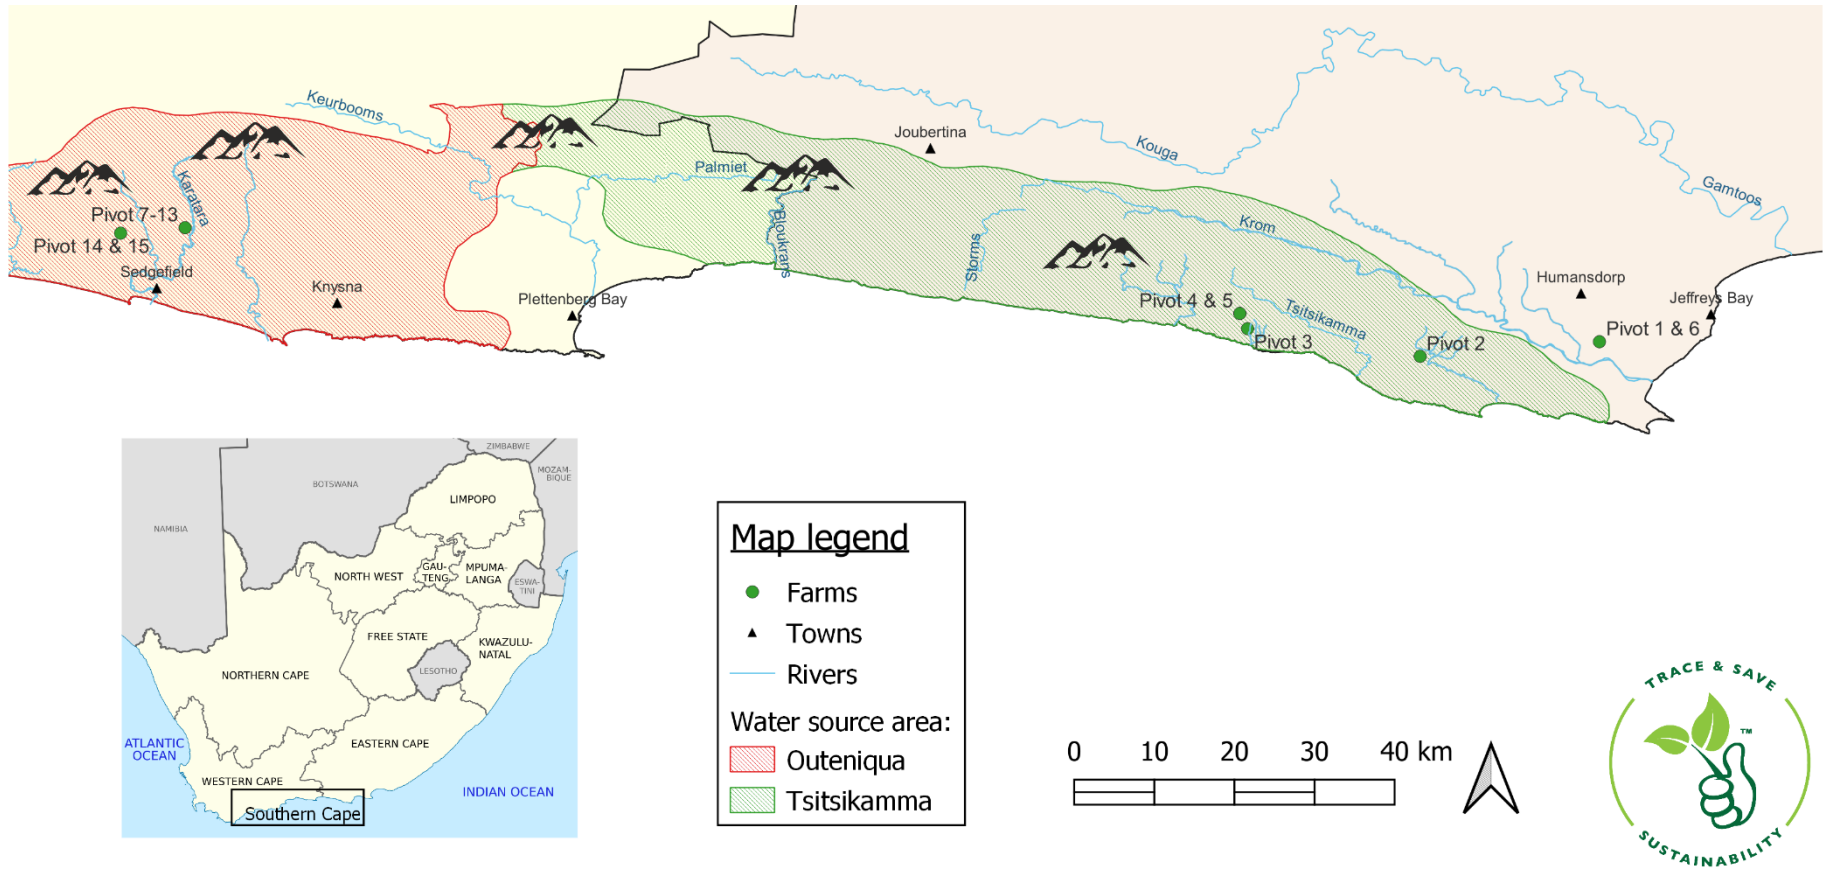 Keurbooms
Joubertina
Kouga
Palmiet
Karatara
Gamtoos
Pivot 7-13
Pivot 14 & 15
Bloukrans
Storms
Krom
Sedgefield
Knysna
Plettenberg Bay
Pivot 4 & 5
Tsitsikamma
Humansdorp
Jeffreys Bay
Pivot 3
Pivot 2
Pivot 1 & 6
ZIMBABWE
BOTSWANA
MOZAM-
BIQUE
LIMPOPO
NAMIBIA
NORTH WEST
GAU-
TENG
MPUMA-
LANGA
ESWA-
TINI
FREE STATE
KWAZULU-
NATAL
LESOTHO
NORTHERN CAPE
ATLANTIC
OCEAN
EASTERN CAPE
WESTERN CAPE
INDIAN OCEAN
Southern Cape
Map legend
Farms
Towns
Rivers
Water source area:
Outeniqua
Tsitsikamma
0 10 20 30 40 km
TRACE & SAVE
TM
SUSTAINABILITY